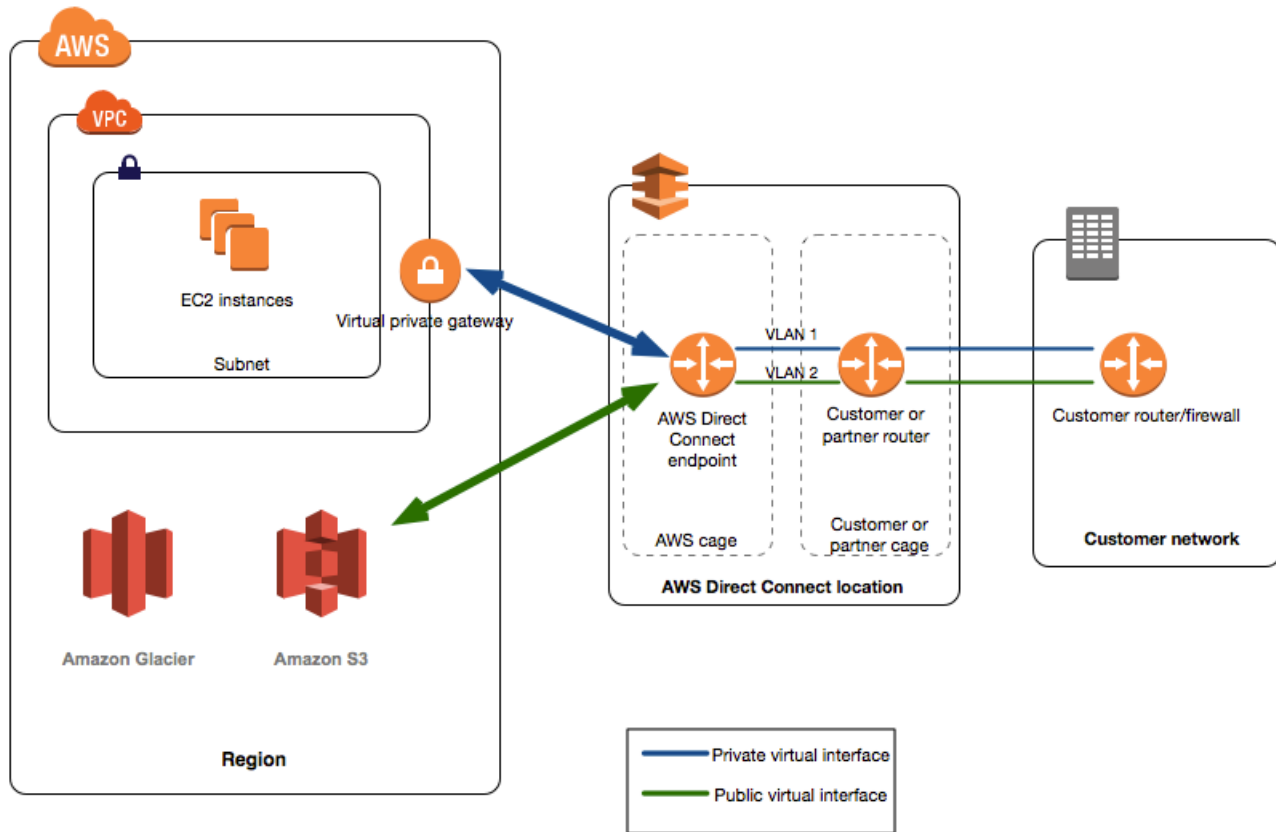 AWS
VPC
EC2 instances
Subnet
Virtual private gateway
Amazon Glacier
Amazon S3
Region
VLAN 1
VLAN 2
AWS Direct
Connect
endpoint
AWS cage
Customer or
partner router
Customer or
partner cage
AWS Direct Connect location
Customer router/firewall
Customer network
Private virtual interface
Public virtual interface